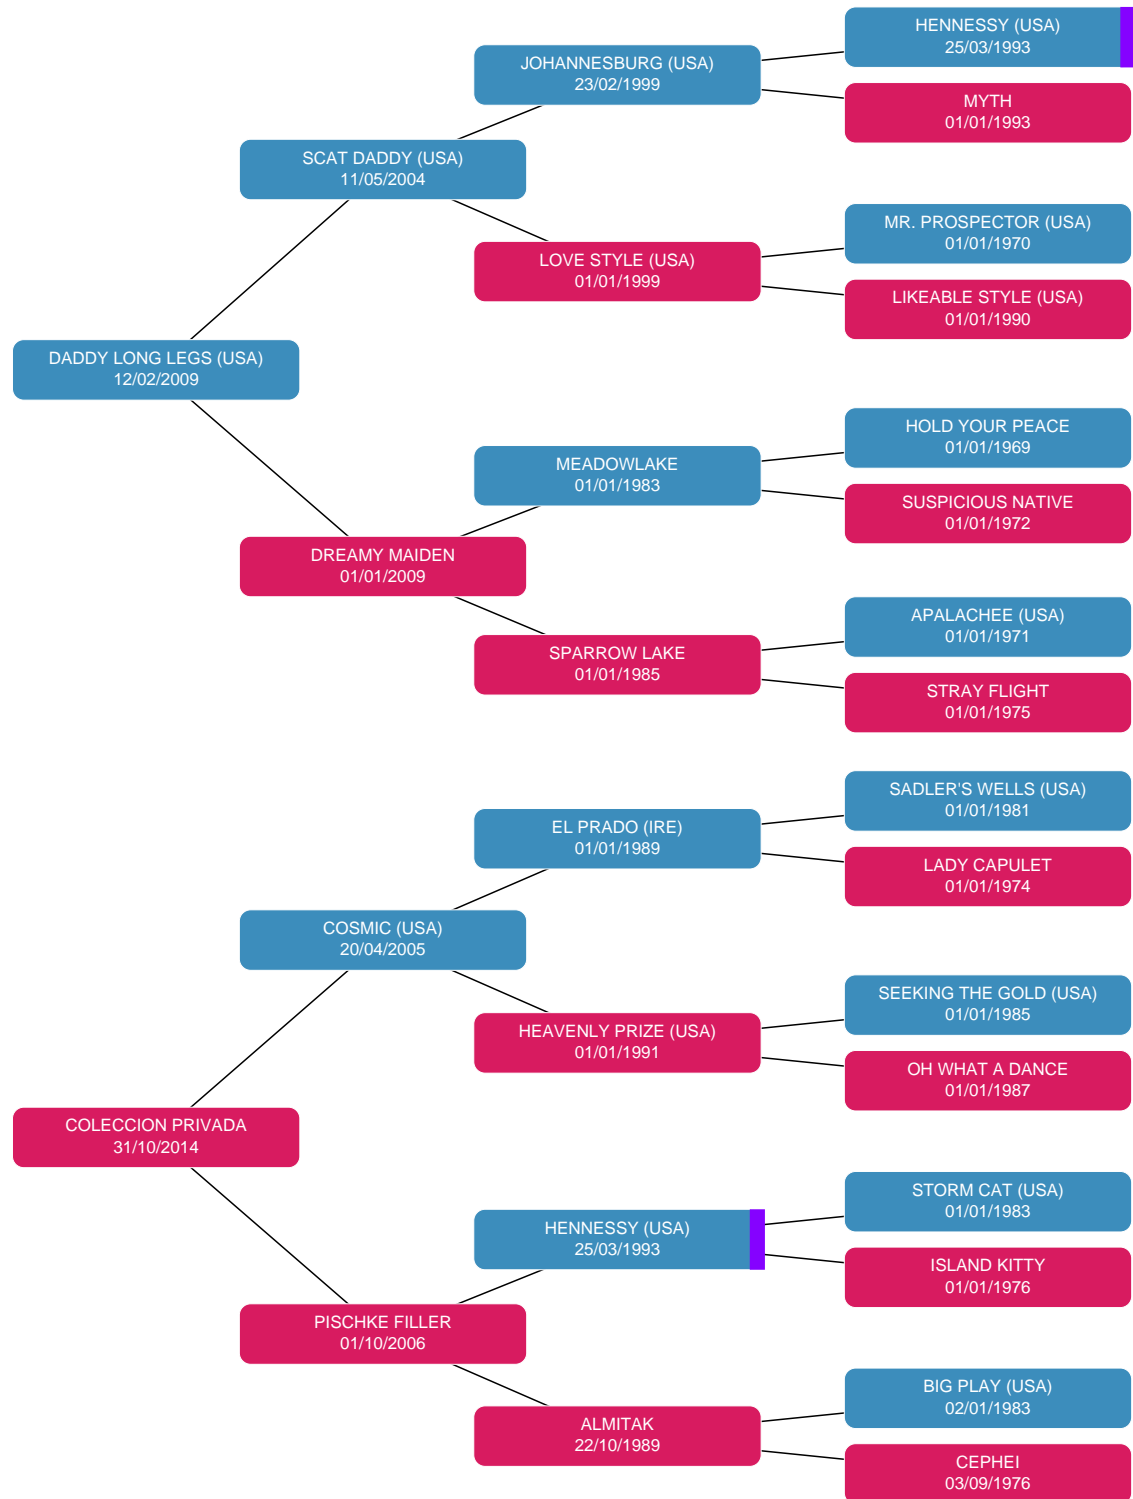 HENNESSY (USA)
25/03/1993
JOHANNESBURG (USA)
23/02/1999
MYTH
01/01/1993
SCAT DADDY (USA)
11/05/2004
MR. PROSPECTOR (USA)
01/01/1970
LOVE STYLE (USA)
01/01/1999
LIKEABLE STYLE (USA)
01/01/1990
DADDY LONG LEGS (USA)
12/02/2009
HOLD YOUR PEACE
01/01/1969
MEADOWLAKE
01/01/1983
SUSPICIOUS NATIVE
01/01/1972
DREAMY MAIDEN
01/01/2009
APALACHEE (USA)
01/01/1971
SPARROW LAKE
01/01/1985
STRAY FLIGHT
01/01/1975
SADLER'S WELLS (USA)
01/01/1981
EL PRADO (IRE)
01/01/1989
LADY CAPULET
01/01/1974
COSMIC (USA)
20/04/2005
SEEKING THE GOLD (USA)
01/01/1985
HEAVENLY PRIZE (USA)
01/01/1991
OH WHAT A DANCE
01/01/1987
COLECCION PRIVADA
31/10/2014
STORM CAT (USA)
01/01/1983
HENNESSY (USA)
25/03/1993
ISLAND KITTY
01/01/1976
PISCHKE FILLER
01/10/2006
BIG PLAY (USA)
02/01/1983
ALMITAK
22/10/1989
CEPHEI
03/09/1976